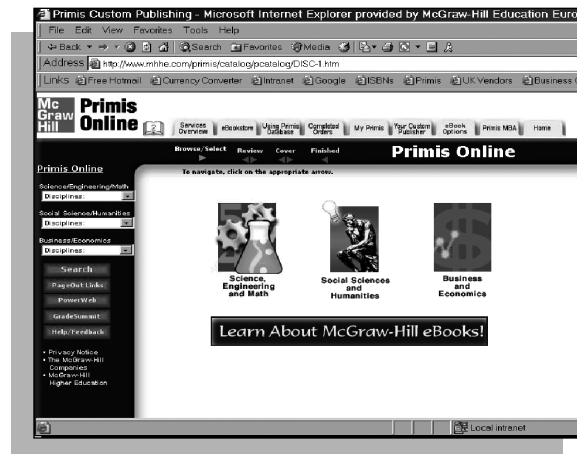 Primis Custom Publishing - Microsoft Internet Explorer provided by McGraw-Hill Education Euro
File Edit View Favorites Tools Help
Back Search Favorites Media
Address http://www.mhhe.com/primis/catalog/pcatalog/DISC-1.htm
Links Free Hotmail Currency Converter Intranet Google ISBNs Primis UK Vendors Business
Mc Graw Hill
Primis Online
Services Overview
eBookstore
Using Primis Database
Completed Orders
My Primis
Your Custom Publisher
eBook Options
Primis MBA
Home
Browse/Select Review Cover Finished
Primis Online
To navigate, click on the appropriate arrow.
Primis Online
Science/Engineering/Math
Disciplines:
Social Science/Humanities
Disciplines:
Business/Economics
Disciplines:
Search
PageOut Links
PowerWeb
GradeSummit
Help/Feedback
• Privacy Notice
• The McGraw-Hill
Companies
• McGraw-Hill
Higher Education
Science,
Engineering
and Math
Social Sciences
and
Humanities
Business
and
Economics
Learn About McGraw-Hill eBooks!
Local intranet